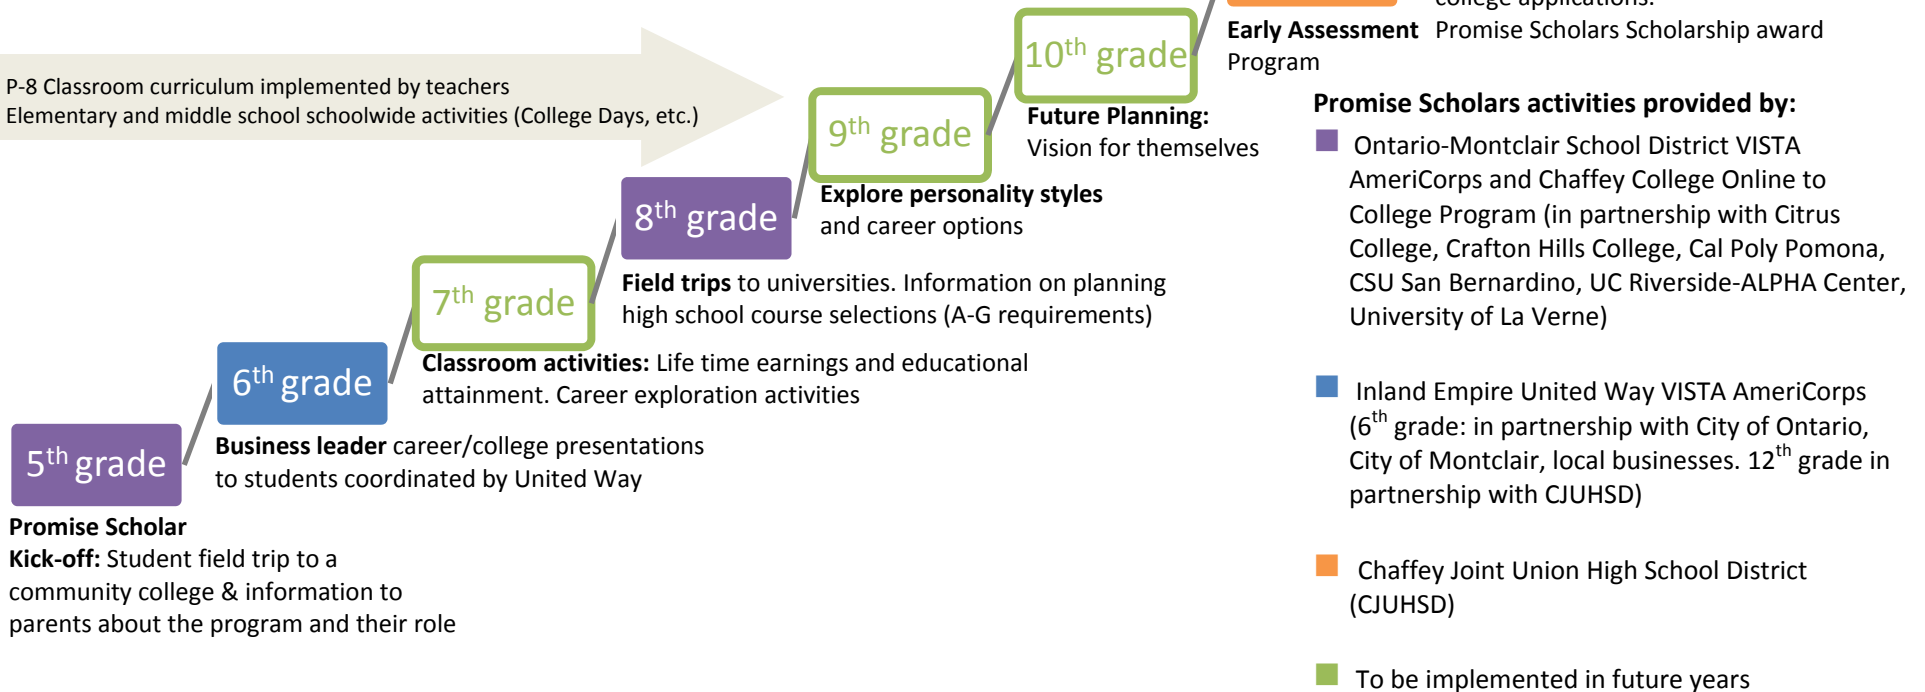 college applications.
Early Assessment Promise Scholars Scholarship award
Program
10th grade
P-8 Classroom curriculum implemented by teachers
Elementary and middle school schoolwide activities (College Days, etc.)
Future Planning:
Vision for themselves
9th grade
Explore personality styles
and career options
8th grade
Field trips to universities. Information on planning
high school course selections (A-G requirements)
7th grade
Classroom activities: Life time earnings and educational
attainment. Career exploration activities
6th grade
Business leader career/college presentations
to students coordinated by United Way
5th grade
Promise Scholar
Kick-off: Student field trip to a
community college & information to
parents about the program and their role
Promise Scholars activities provided by:
Ontario-Montclair School District VISTA
AmeriCorps and Chaffey College Online to
College Program (in partnership with Citrus
College, Crafton Hills College, Cal Poly Pomona,
CSU San Bernardino, UC Riverside-ALPHA Center,
University of La Verne)
Inland Empire United Way VISTA AmeriCorps
(6th grade: in partnership with City of Ontario,
City of Montclair, local businesses. 12th grade in
partnership with CJUHSD)
Chaffey Joint Union High School District
(CJUHSD)
To be implemented in future years